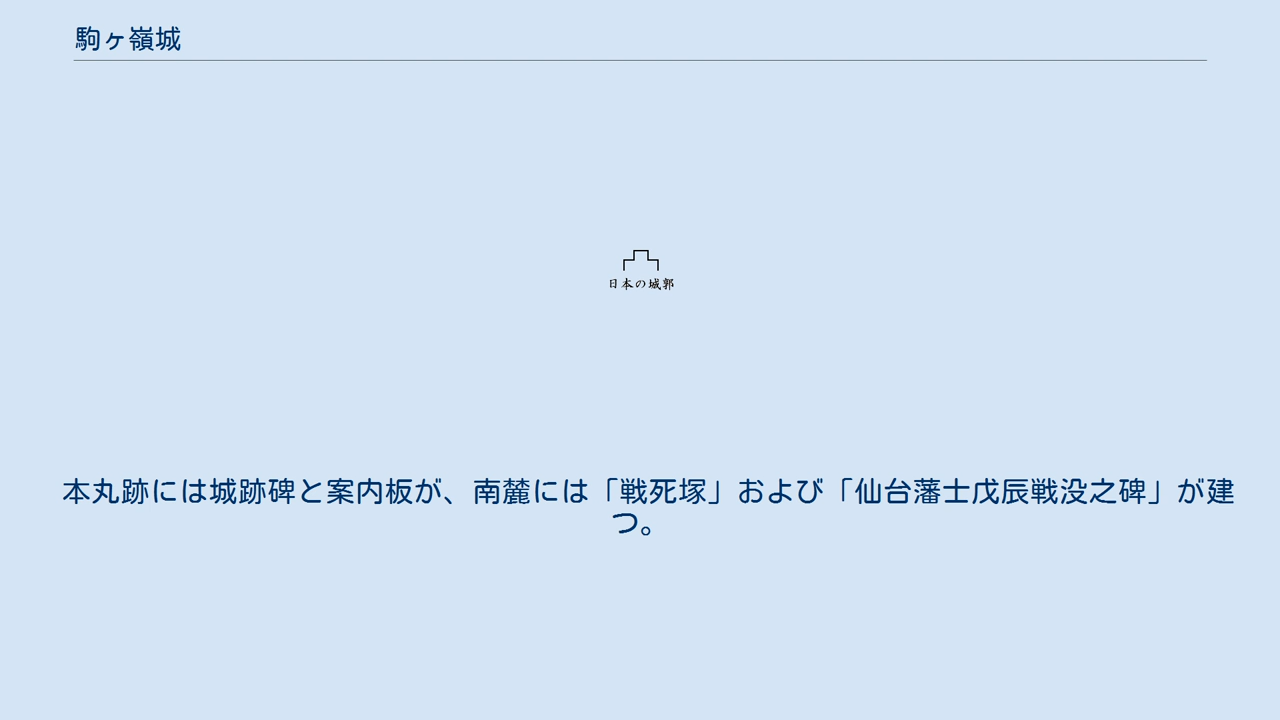 駒ヶ嶺城
日本の城郭
本丸跡には城跡碑と案内板が、南麓には「戦死塚」および「仙台藩士戊辰戦没之碑」が建
つ。